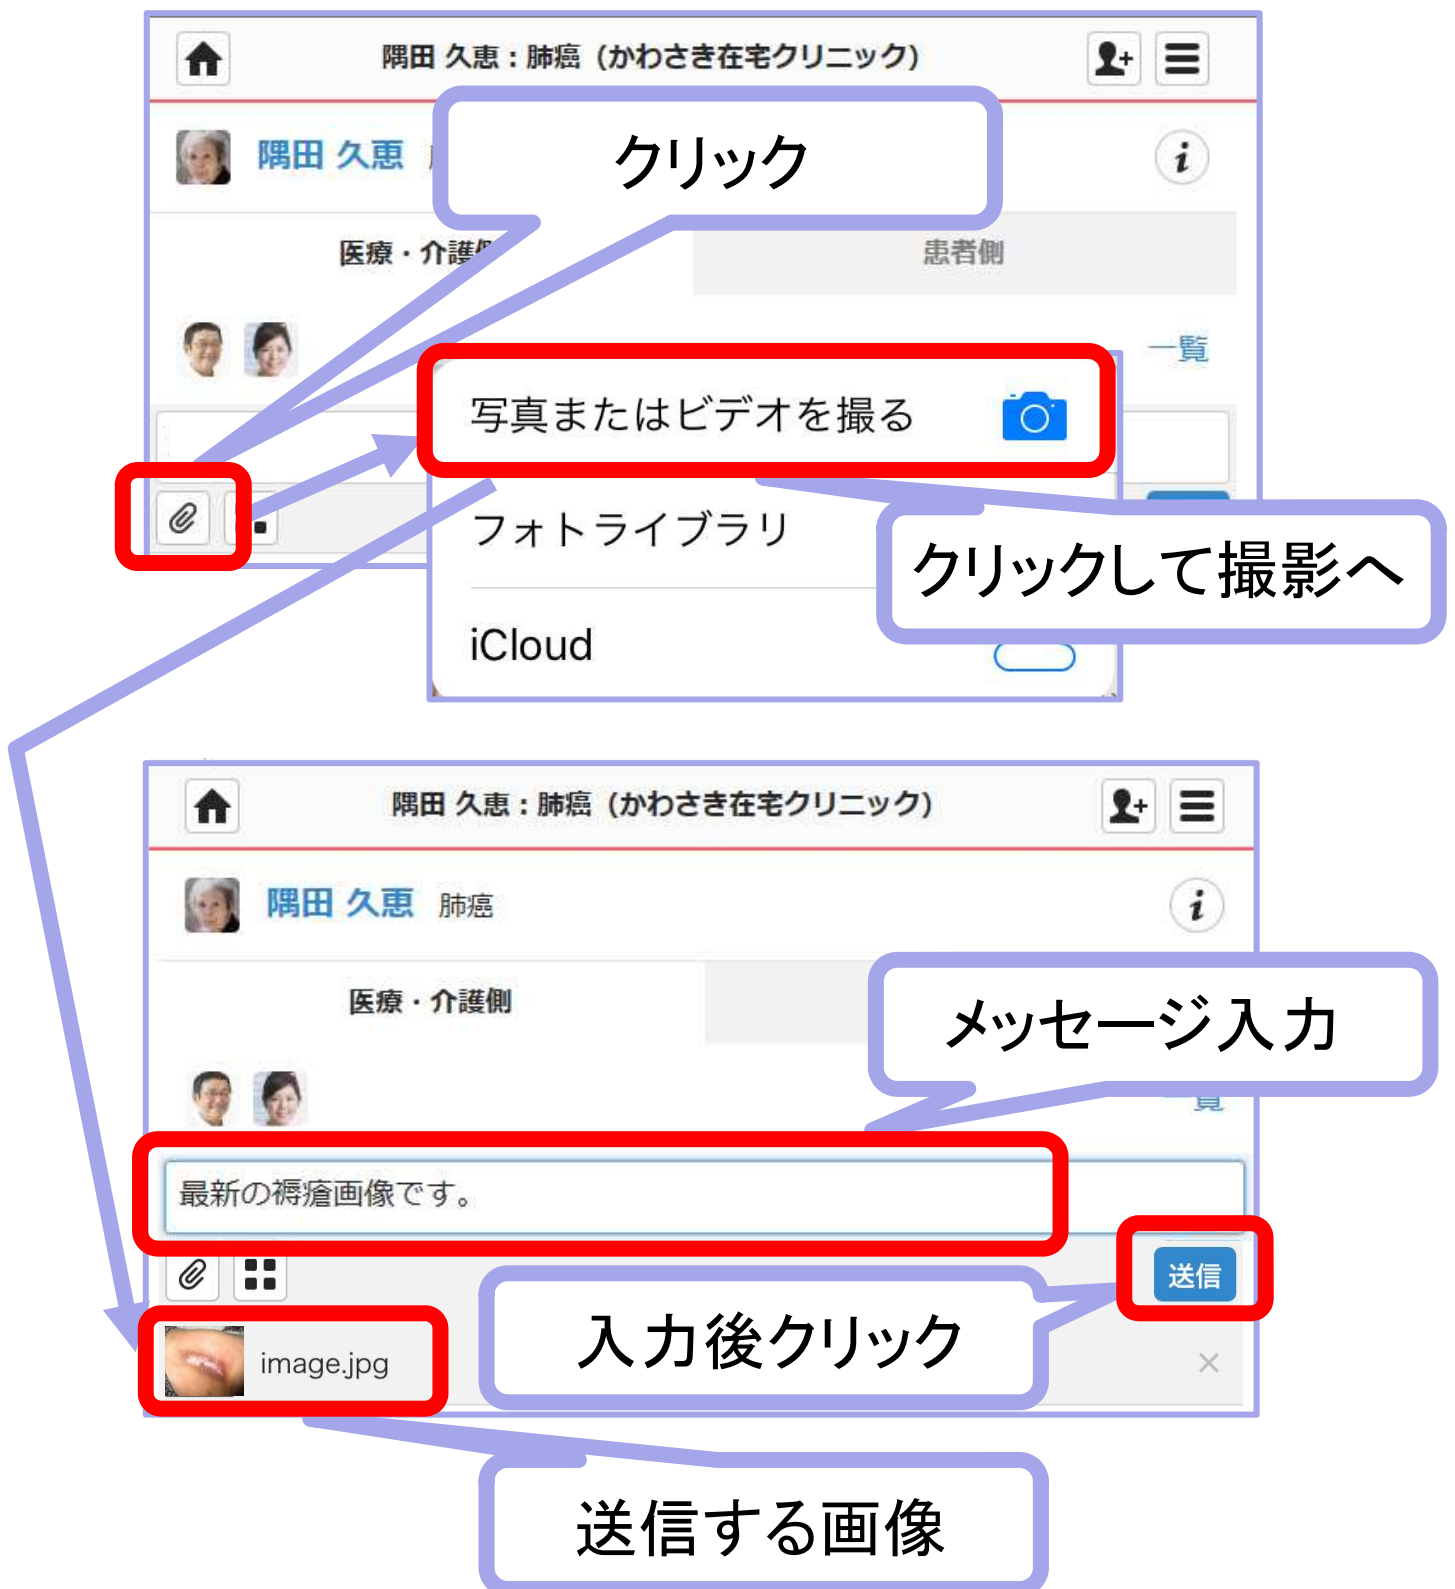 隅田 久恵：肺癌（かわさき在宅クリニック）
隅田 久恵
クリック
医療・介護側
患者側
一覧
写真またはビデオを撮る
フォトライブラリ
クリックして撮影へ
iCloud
隅田 久恵：肺癌（かわさき在宅クリニック）
隅田 久恵 肺癌
医療・介護側
メッセージ入力
一覧
最新の褥瘡画像です。
送信
入力後クリック
image.jpg
送信する画像